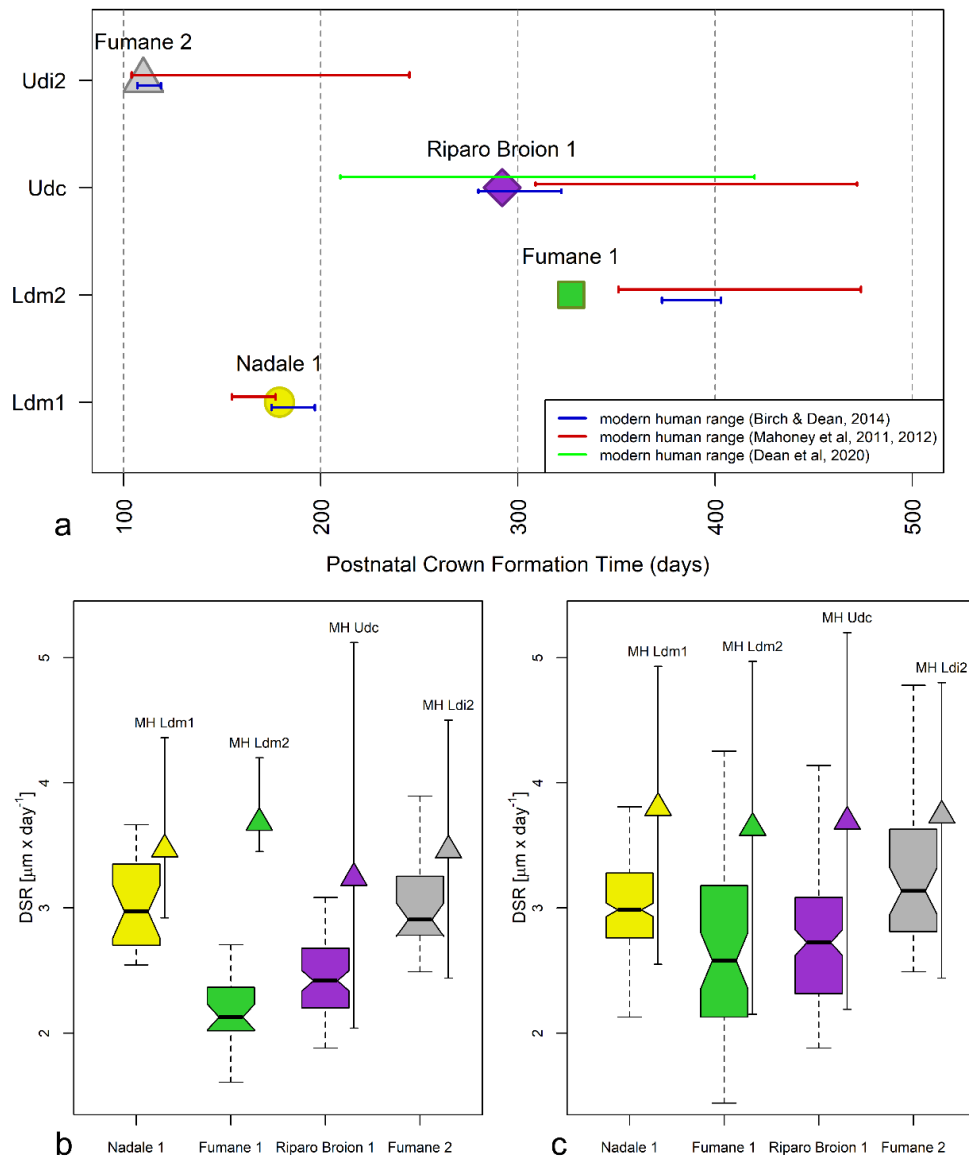 Fumane 2
Udi2
Riparo Broion 1
Udc
Fumane 1
Ldm2
Nadale 1
Ldm1
modern human range (Birch & Dean, 2014)
modern human range (Mahoney et al, 2011, 2012)
modern human range (Dean et al, 2020)
100
200
300
400
500
a
Postnatal Crown Formation Time (days)
MH Udc
MH Ldm1
MH Ldm2
MH Ldi2
5
4
3
2
DSR [µm x day⁻¹]
Nadale 1
Fumane 1
Riparo Broion 1
Fumane 2
b
MH Udc
MH Ldm1
MH Ldm2
MH Ldi2
5
4
3
2
DSR [µm x day⁻¹]
Nadale 1
Fumane 1
Riparo Broion 1
Fumane 2
c